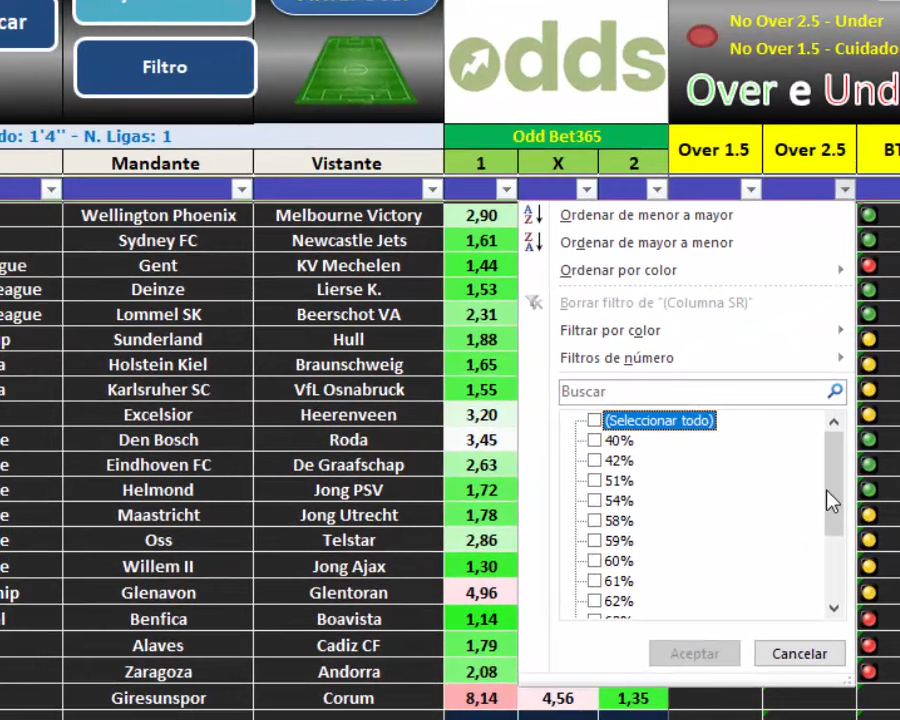 car
Filtro
odds
No Over 2.5 - Under
No Over 1.5 - Cuidado
Over e Und
do: 1'4'' - N. Ligas: 1
Odd Bet365
Mandante Vistante 1 X 2 Over 1.5 Over 2.5 BT
Wellington Phoenix Melbourne Victory 2,90
Sydney FC Newcastle Jets 1,61
gue Gent KV Mechelen 1,44
eague Deinze Lierse K. 1,53
eague Lommel SK Beerschot VA 2,31
p Sunderland Hull 1,88
a Holstein Kiel Braunschweig 1,65
a Karlsruher SC VfL Osnabruck 1,55
Excelsior Heerenveen 3,20
e Den Bosch Roda 3,45
e Eindhoven FC De Graafschap 2,63
e Helmond Jong PSV 1,72
e Maastricht Jong Utrecht 1,78
e Oss Telstar 2,86
e Willem II Jong Ajax 1,30
hip Glenavon Glentoran 4,96
l Benfica Boavista 1,14
Alaves Cadiz CF 1,79
Zaragoza Andorra 2,08
Giresunspor Corum 8,14 4,56 1,35
Ordenar de menor a mayor
Ordenar de mayor a menor
Ordenar por color
Borrar filtro de "(Columna SR)"
Filtrar por color
Filtros de número
Buscar
(Seleccionar todo)
40%
42%
51%
54%
58%
59%
60%
61%
62%
Aceptar Cancelar